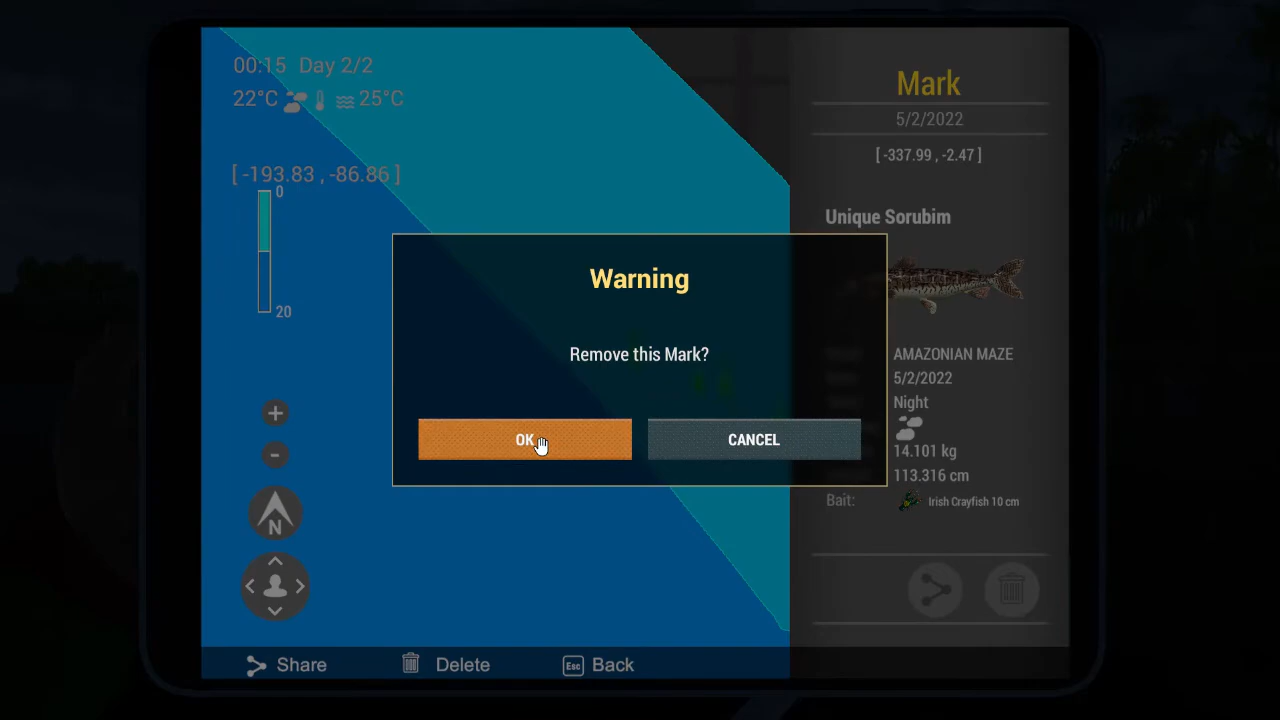 00:15 Day 2/2
22°C 25°C
[ -193.83 , -86.86 ]
0
20
+
-
N
Mark
5/2/2022
[ -337.99 , -2.47 ]
Unique Sorubim
AMAZONIAN MAZE
5/2/2022
Night
14.101 kg
113.316 cm
Bait: Irish Crayfish 10 cm
Warning
Remove this Mark?
OK CANCEL
Share Delete Esc Back